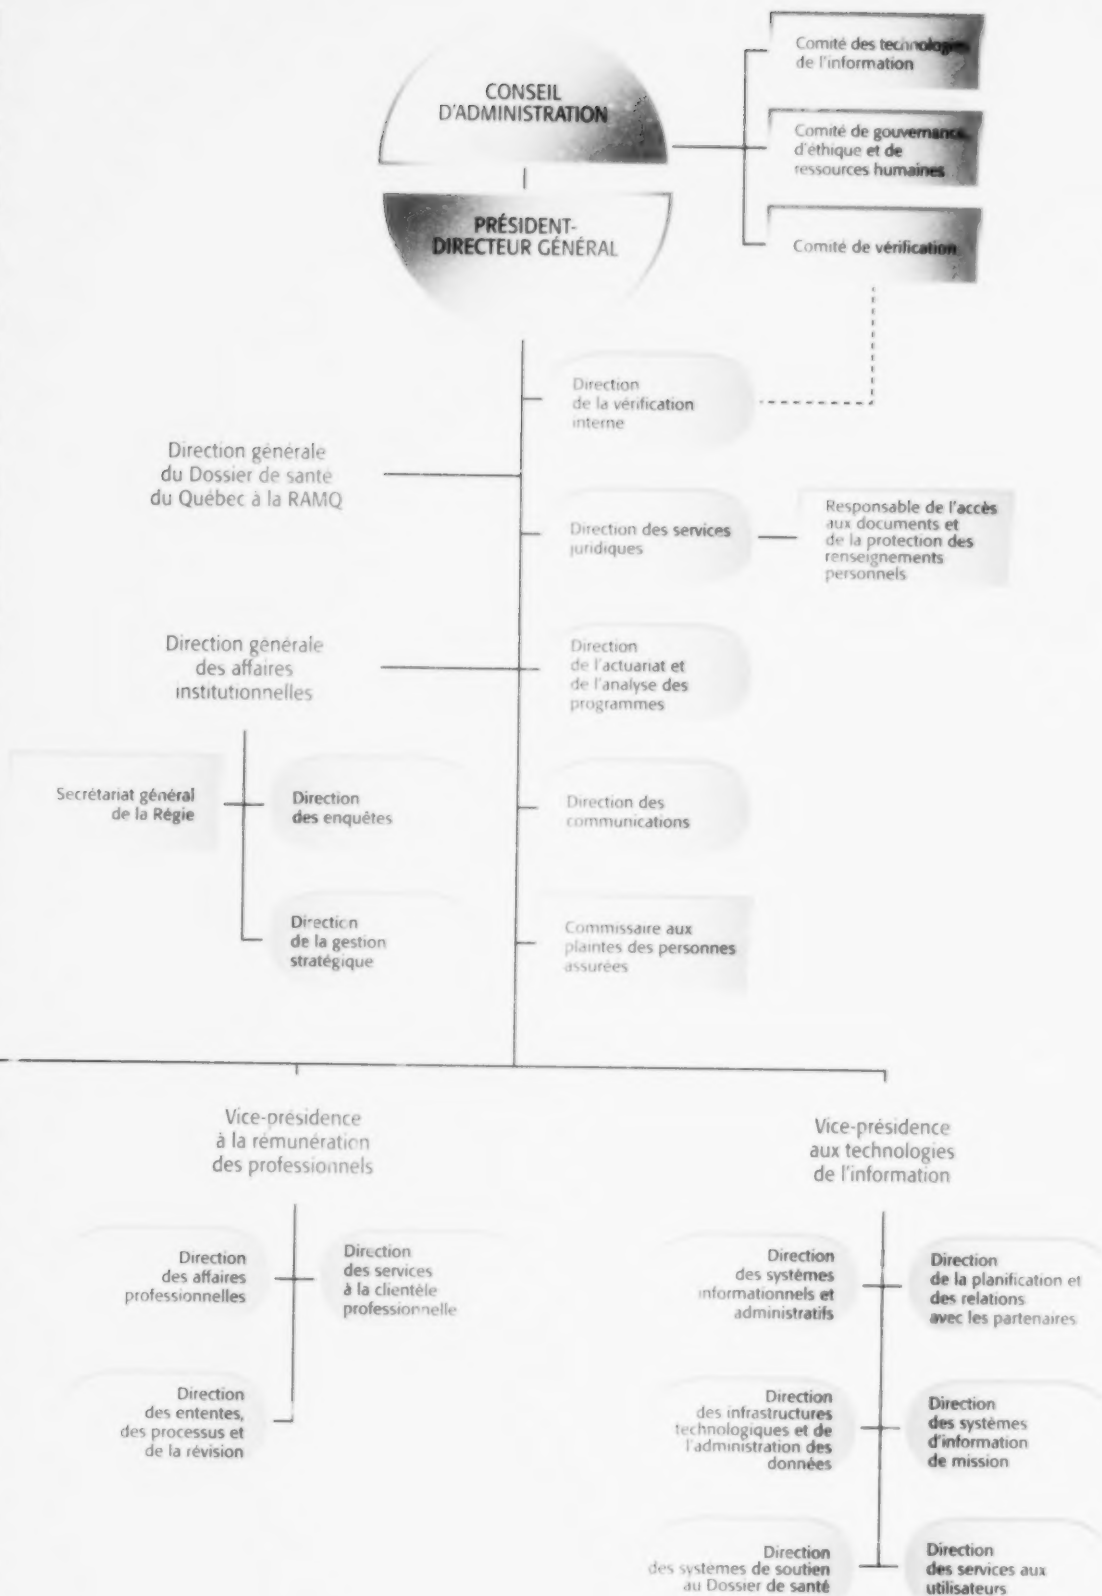 CONSEIL
D'ADMINISTRATION
PRÉSIDENT-
DIRECTEUR GÉNÉRAL
Comité des technologies
de l'information
Comité de gouvernance,
d'éthique et de
ressources humaines
Comité de vérification
Direction
de la vérification
interne
Direction générale
du Dossier de santé
du Québec à la RAMQ
Direction des services
juridiques
Responsable de l'accès
aux documents et
de la protection des
renseignements
personnels
Direction générale
des affaires
institutionnelles
Direction
de l'actuariat et
de l'analyse des
programmes
Secrétariat général
de la Régie
Direction
des enquêtes
Direction des
communications
Direction
de la gestion
stratégique
Commissaire aux
plaintes des personnes
assurées
Vice-présidence
à la rémunération
des professionnels
Vice-présidence
aux technologies
de l'information
Direction
des affaires
professionnelles
Direction
des services
à la clientèle
professionnelle
Direction
des ententes,
des processus et
de la révision
Direction
des systèmes
informationnels et
administratifs
Direction
de la planification et
des relations
avec les partenaires
Direction
des infrastructures
technologiques et de
l'administration des
données
Direction
des systèmes
d'information
de mission
Direction
des systèmes de soutien
au Dossier de santé
Direction
des services aux
utilisateurs